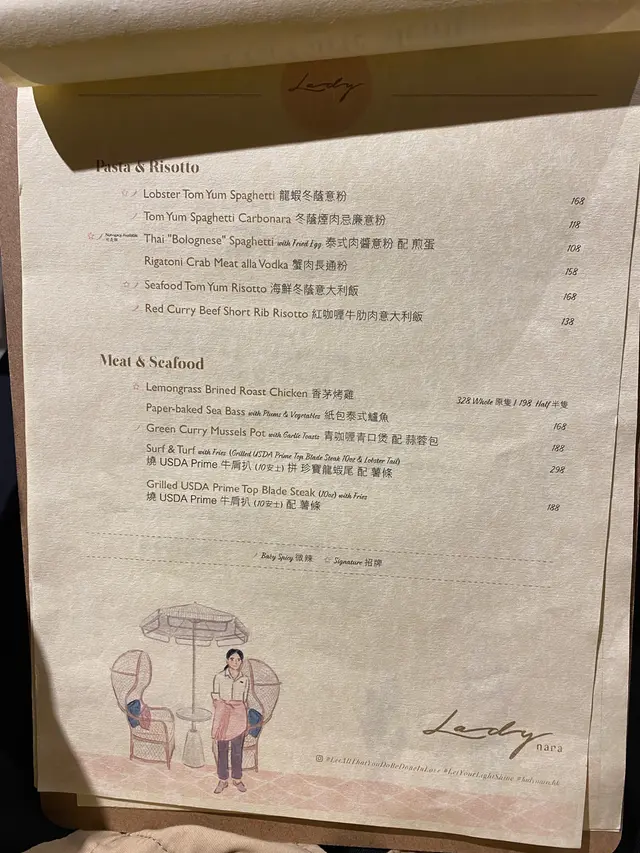 Lady
Pasta & Risotto
Lobster Tom Yum Spaghetti 龍蝦冬蔭意粉 168
Tom Yum Spaghetti Carbonara 冬蔭煙肉忌廉意粉 118
Thai "Bolognese" Spaghetti with Fried Egg 泰式肉醬意粉 配 煎蛋 108
Rigatoni Crab Meat alla Vodka 蟹肉長通粉 158
Seafood Tom Yum Risotto 海鮮冬蔭意大利飯 168
Red Curry Beef Short Rib Risotto 紅咖喱牛肋肉意大利飯 138
Meat & Seafood
Lemongrass Brined Roast Chicken 香茅烤雞 328 Whole 原隻 / 198 Half 半隻
Paper-baked Sea Bass with Plums & Vegetables 紙包泰式鱸魚 168
Green Curry Mussels Pot with Garlic Toasts 青咖喱青口煲 配 蒜蓉包 188
Surf & Turf with Fries (Grilled USDA Prime Top Blade Steak 10oz & Lobster Tail) 298
燒 USDA Prime 牛肩扒 (10安士) 拼 珍寶龍蝦尾 配 薯條
Grilled USDA Prime Top Blade Steak (10oz) with Fries 188
燒 USDA Prime 牛肩扒 (10安士) 配 薯條
Baby Spicy 微辣 Signature 招牌
Lady
nara
#LetAllThatYouDoBeDoneInLove #LetYourLightShine